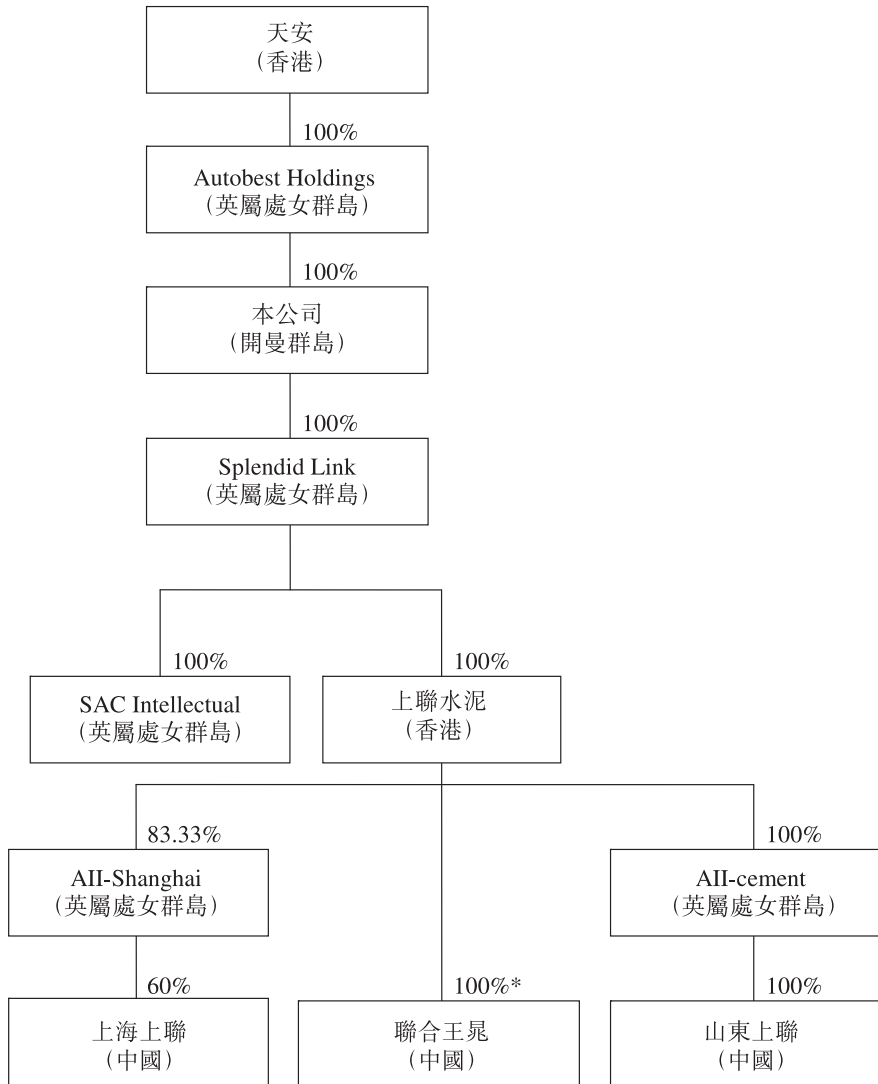 天安
（香港）
100%
Autobest Holdings
（英屬處女群島）
100%
本公司
（開曼群島）
100%
Splendid Link
（英屬處女群島）
100%
100%
SAC Intellectual
（英屬處女群島）
上聯水泥
（香港）
83.33%
100%
AII-Shanghai
（英屬處女群島）
AII-cement
（英屬處女群島）
60%
100%*
100%
上海上聯
（中國）
聯合王晁
（中國）
山東上聯
（中國）